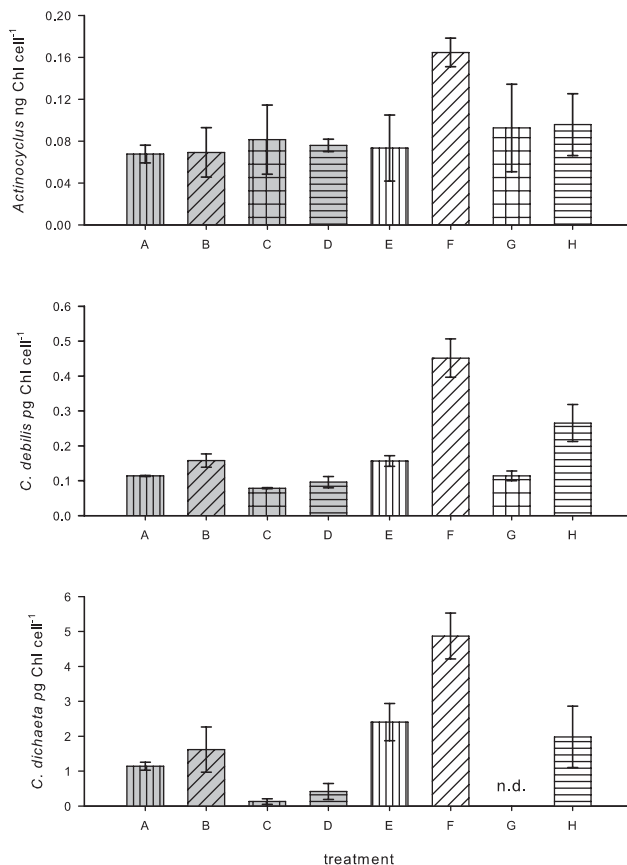 Actinocyclus ng Chl cell-1
0.20
0.16
0.12
0.08
0.04
0.00
A B C D E F G H
C. debilis pg Chl cell-1
0.6
0.5
0.4
0.3
0.2
0.1
0.0
A B C D E F G H
C. dichaeta pg Chl cell-1
6
5
4
3
2
1
0
n.d.
A B C D E F G H
treatment